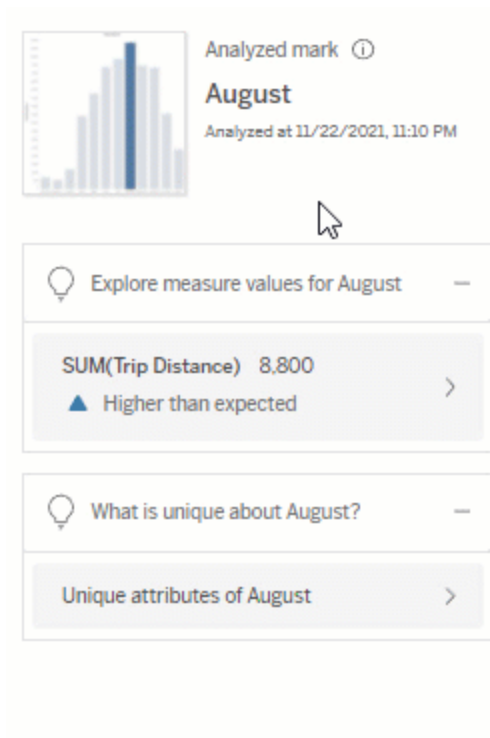 Analyzed mark
August
Analyzed at 11/22/2021, 11:10 PM
Explore measure values for August
SUM(Trip Distance) 8,800
Higher than expected
What is unique about August?
Unique attributes of August